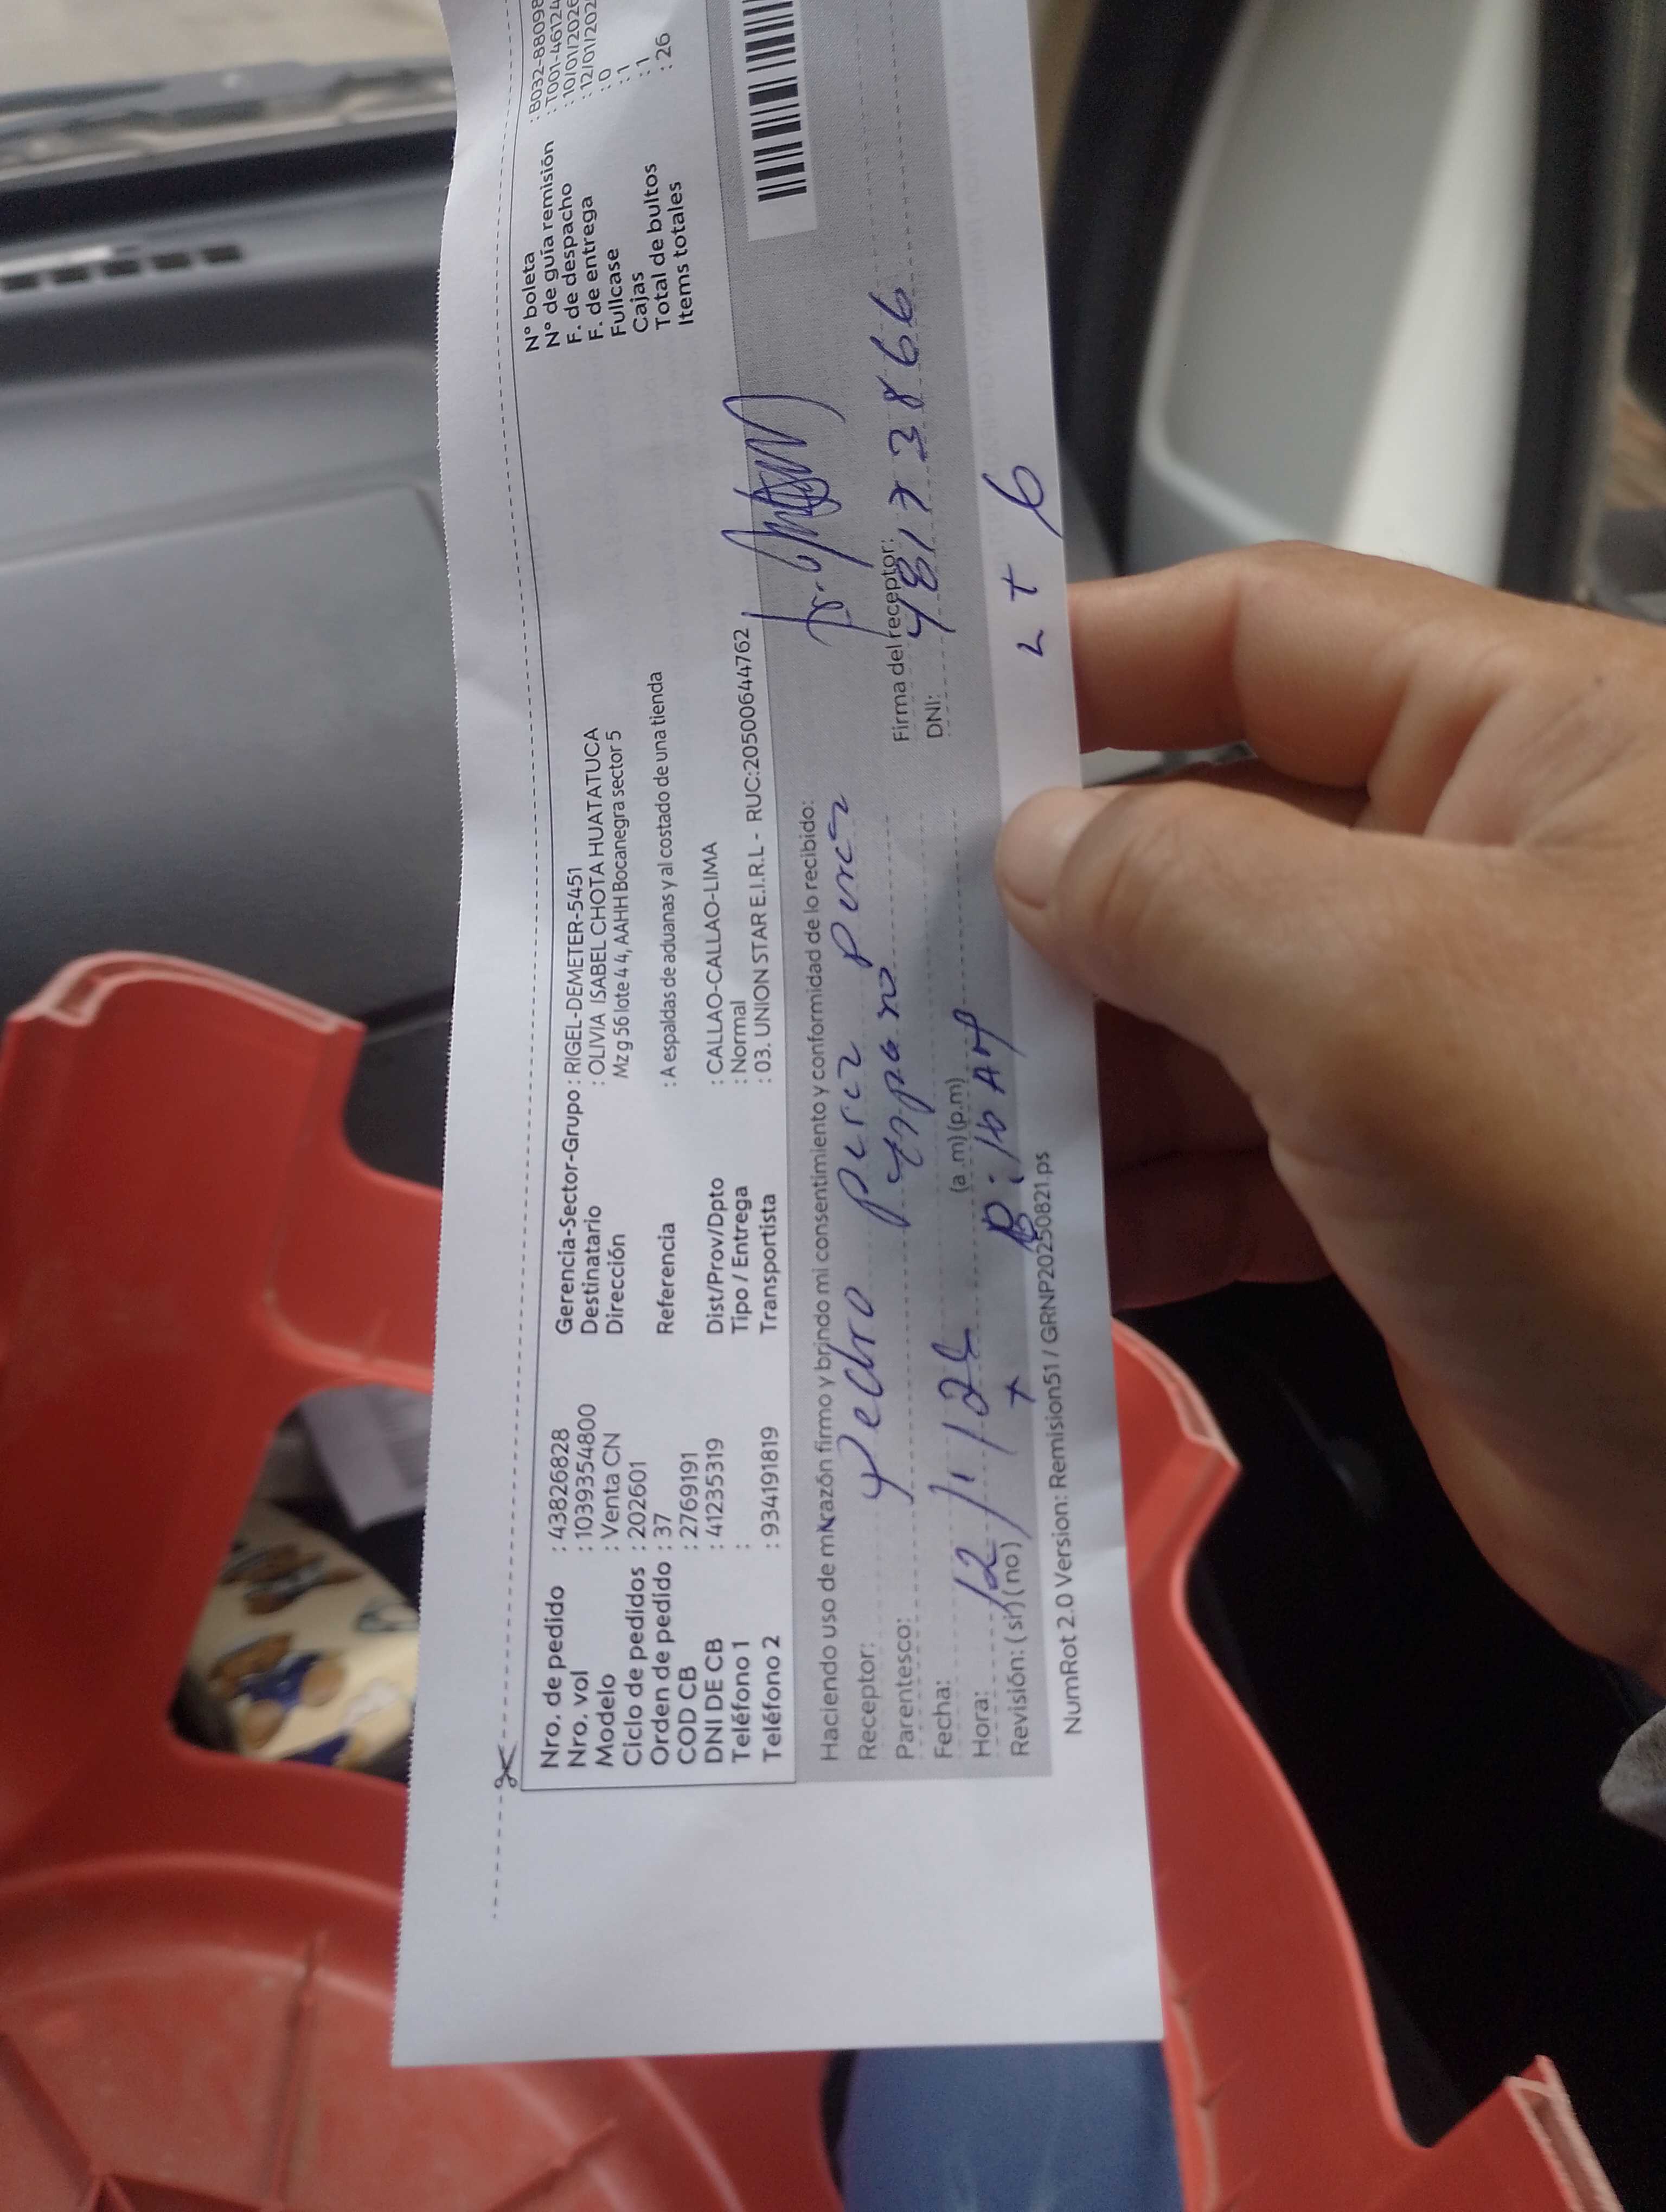 Nro. de pedido : 43826828
Nro. vol : 1039354800
Modelo : Venta CN
Ciclo de pedidos : 202601
Orden de pedido : 37
COD CB : 2769191
DNI DE CB : 41235319
Teléfono 1 :
Teléfono 2 : 934191819
Gerencia-Sector-Grupo : RIGEL-DEMETER-5451
Destinatario : OLIVIA ISABEL CHOTA HUATATUCA
Dirección Mz g 56 lote 4 4, AAHH Bocanegra sector 5
Referencia : A espaldas de aduanas y al costado de una tienda
Dist/Prov/Dpto : CALLAO-CALLAO-LIMA
Tipo / Entrega : Normal
Transportista : 03. UNION STAR E.I.R.L - RUC:20500644762
N° boleta : B032-88098
N° de guía remisión : T001-46124
F. de despacho : 10/01/2026
F. de entrega : 12/01/202
Fullcase : 0
Cajas : 1
Total de bultos : 1
Items totales : 26
Haciendo uso de mi razón firmo y brindo mi consentimiento y conformidad de lo recibido:
Receptor: Pedro Perez
Parentesco:
Fecha: 12/1/26
Hora: (a.m) (p.m)
Revisión: ( si) ( no)
Firma del receptor:
DNI: 48173866
2 + 6
NumRot 2.0 Version: Remision51 / GRNP20250821.ps